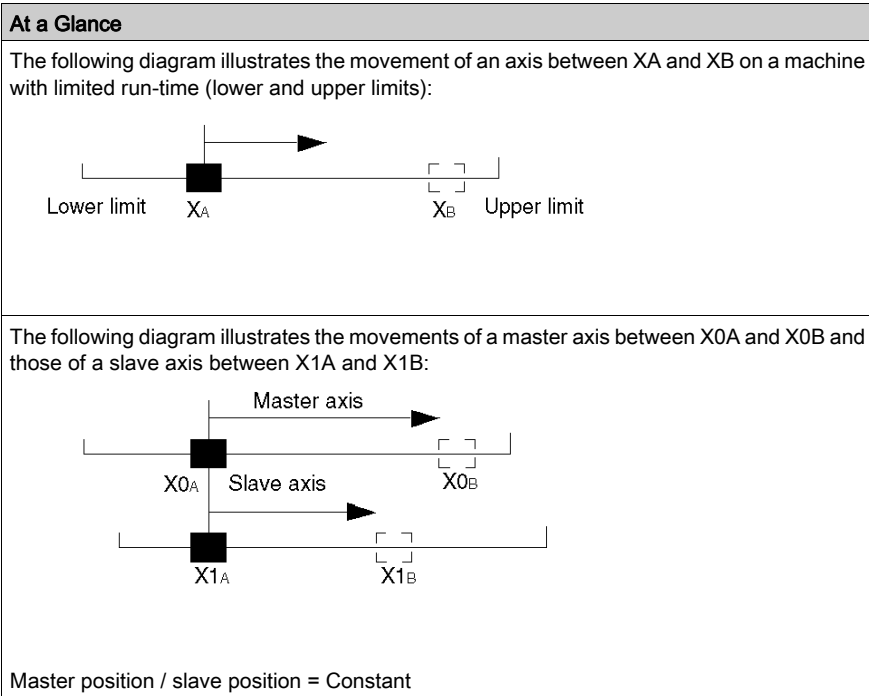 At a Glance
The following diagram illustrates the movement of an axis between XA and XB on a machine
with limited run-time (lower and upper limits):
Lower limit XA XB Upper limit
The following diagram illustrates the movements of a master axis between X0A and X0B and
those of a slave axis between X1A and X1B:
Master axis
X0A Slave axis X0B
X1A X1B
Master position / slave position = Constant